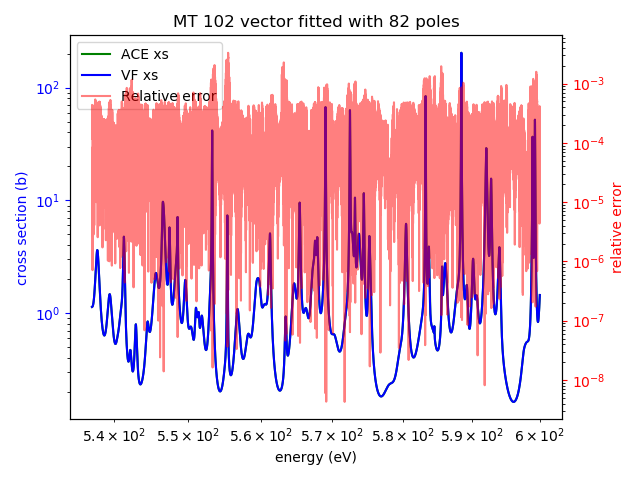 MT 102 vector fitted with 82 poles
ACE xs
VF xs
Relative error
cross section (b)
10²
10¹
10⁰
relative error
10⁻³
10⁻⁴
10⁻⁵
10⁻⁶
10⁻⁷
10⁻⁸
5.4 × 10² 5.5 × 10² 5.6 × 10² 5.7 × 10² 5.8 × 10² 5.9 × 10² 6 × 10²
energy (eV)